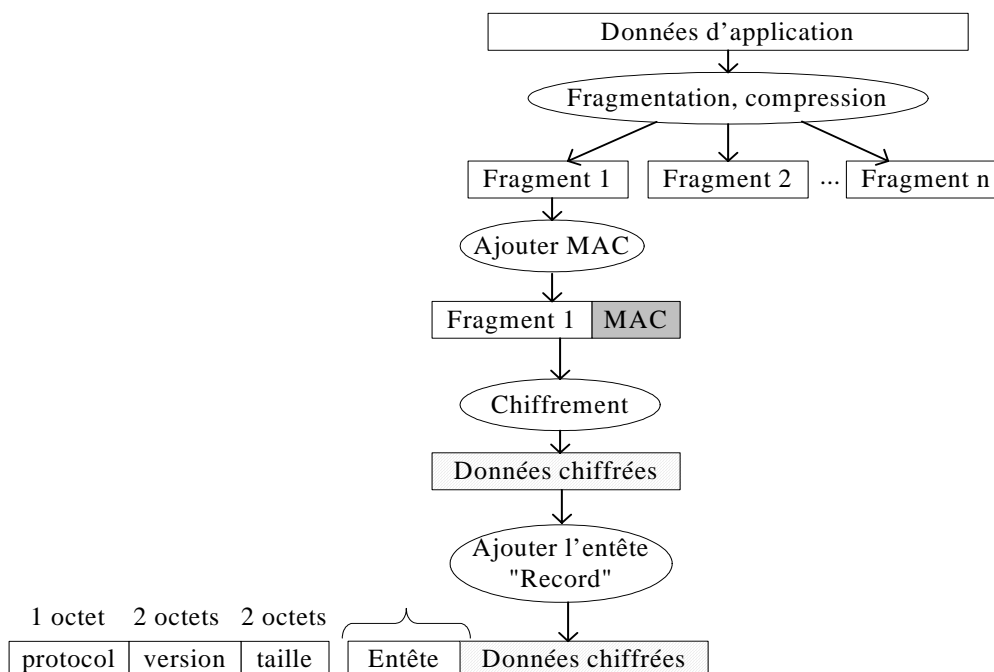 Données d’application
Fragmentation, compression
Fragment 1 Fragment 2 ... Fragment n
Ajouter MAC
Fragment 1 MAC
Chiffrement
Données chiffrées
Ajouter l’entête
"Record"
1 octet 2 octets 2 octets
protocol version taille Entête Données chiffrées